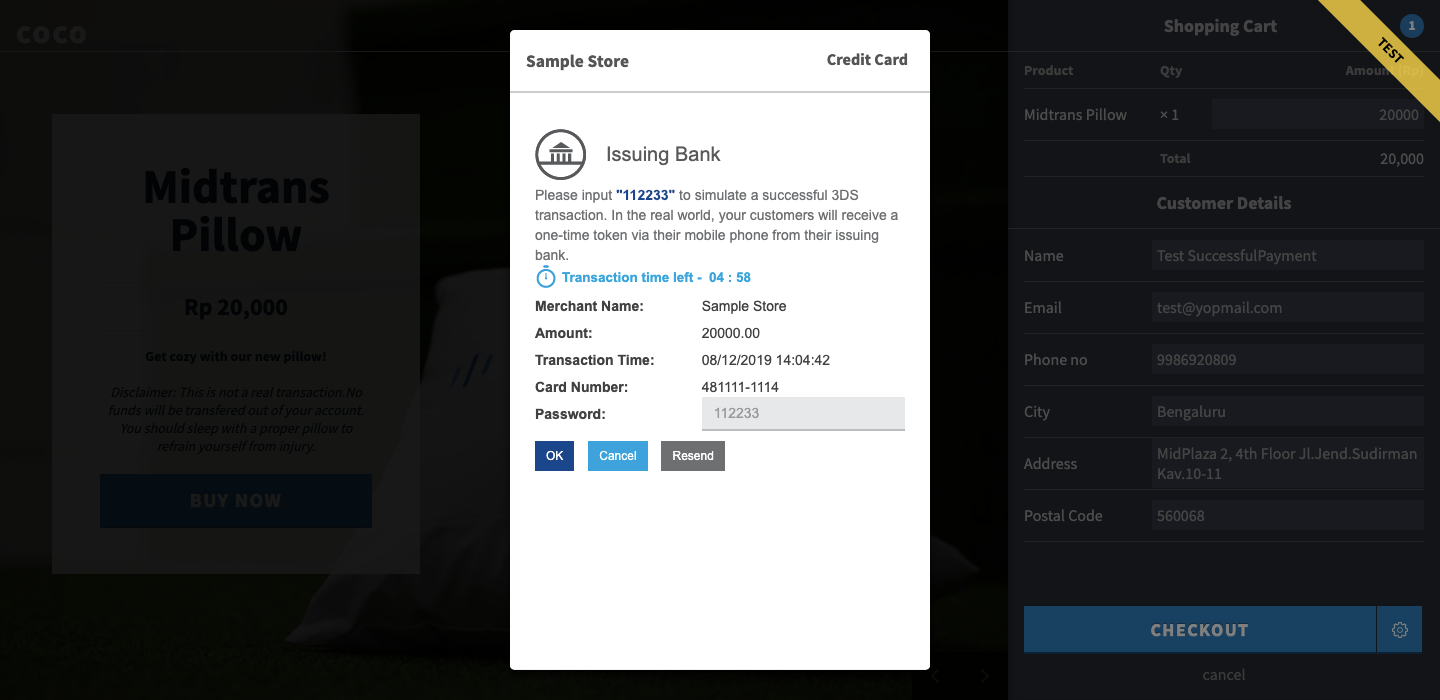 coco
Midtrans
Pillow
Rp 20,000
Get cozy with our new pillow!
Disclaimer: This is not a real transaction.No
funds will be transfered out of your account.
You should sleep with a proper pillow to
refrain yourself from injury.
BUY NOW
Sample Store
Credit Card
Issuing Bank
Please input "112233" to simulate a successful 3DS
transaction. In the real world, your customers will receive a
one-time token via their mobile phone from their issuing
bank.
Transaction time left - 04 : 58
Merchant Name: Sample Store
Amount: 20000.00
Transaction Time: 08/12/2019 14:04:42
Card Number: 481111-1114
Password: 112233
OK Cancel Resend
Shopping Cart 1
TEST
Product Qty Amount (Rp)
Midtrans Pillow × 1 20000
Total 20,000
Customer Details
Name Test SuccessfulPayment
Email test@yopmail.com
Phone no 9986920809
City Bengaluru
Address MidPlaza 2, 4th Floor Jl.Jend.Sudirman
Kav.10-11
Postal Code 560068
CHECKOUT
cancel